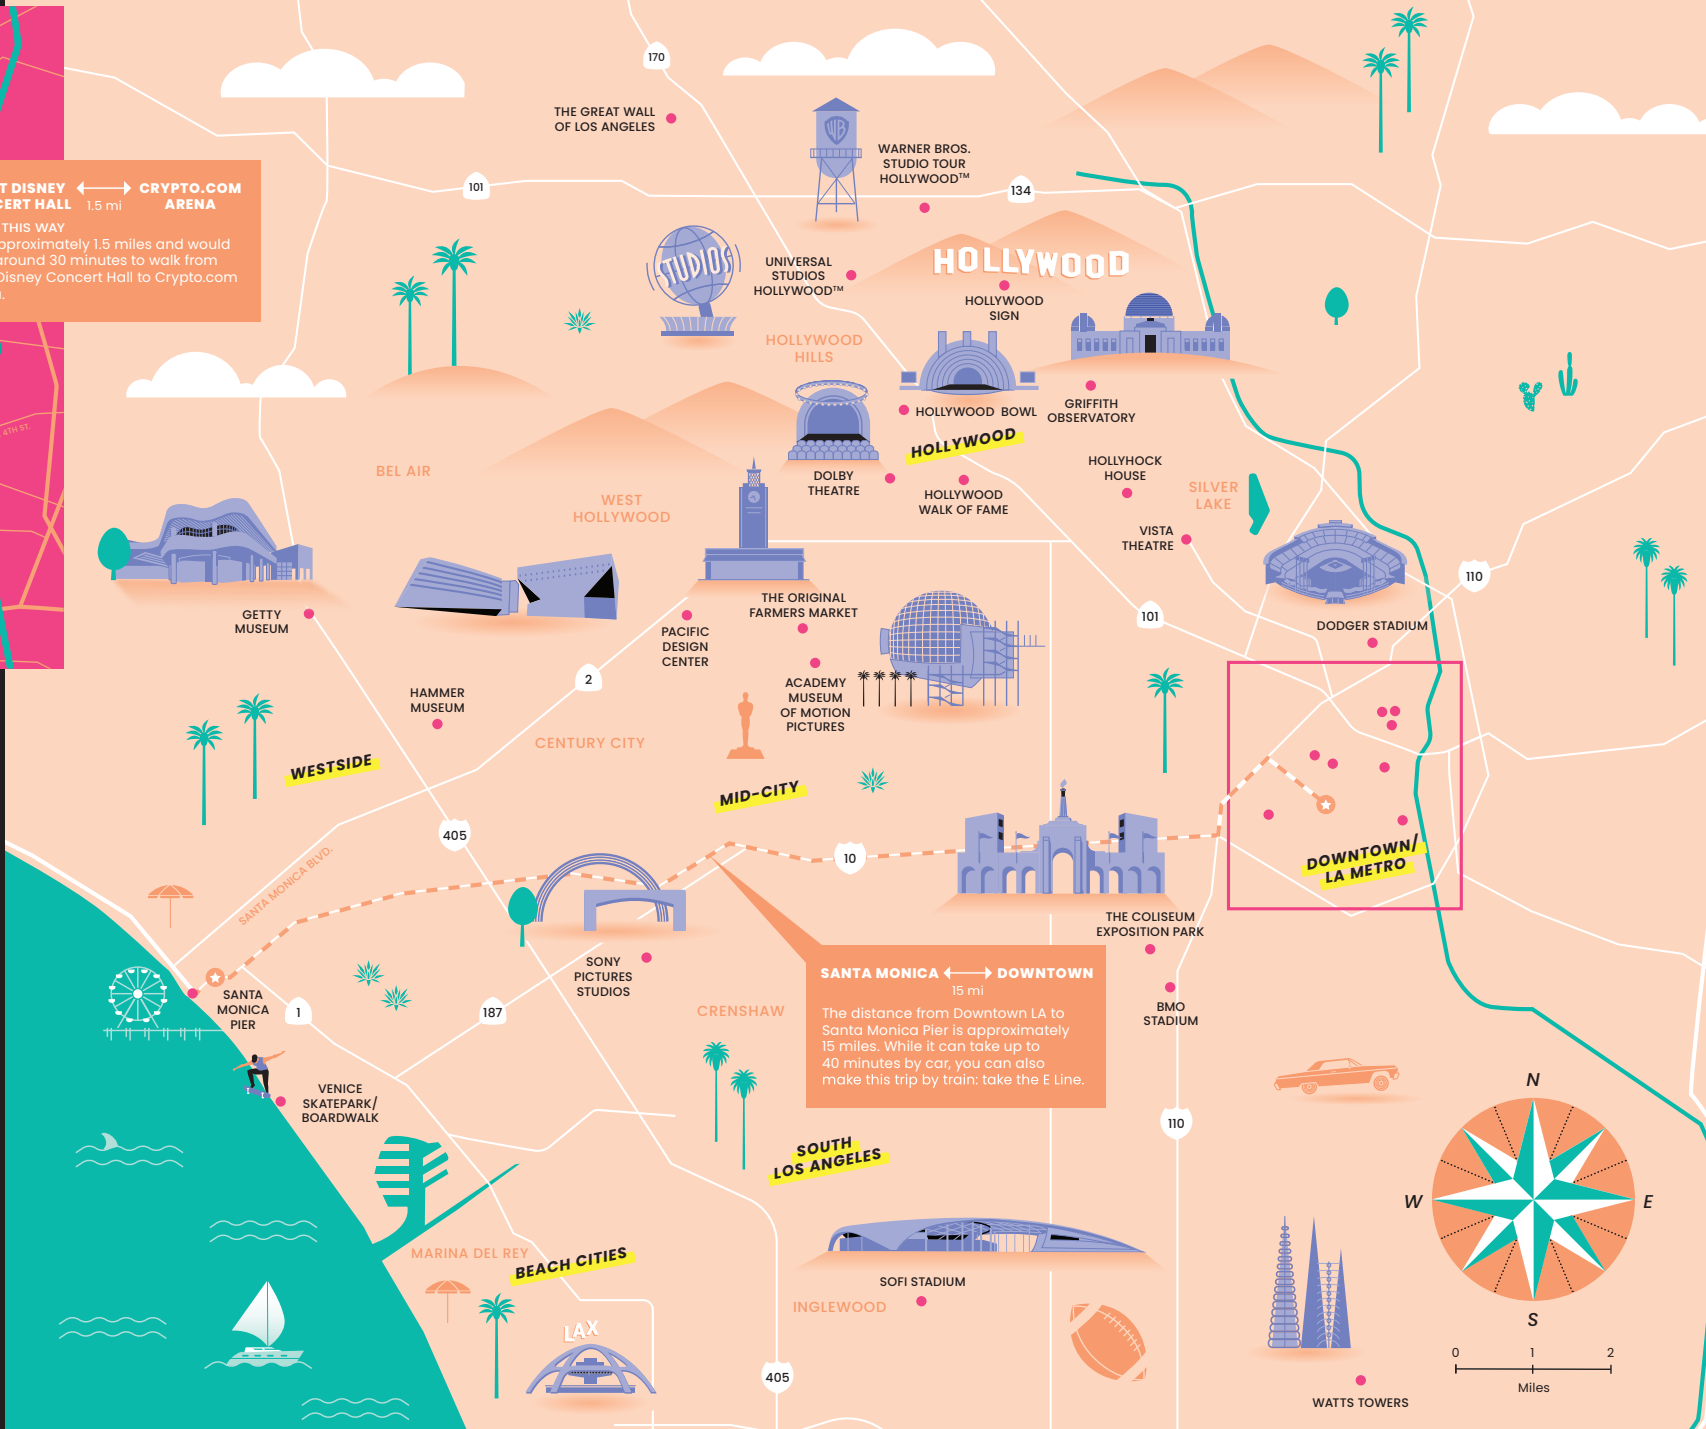 170
THE GREAT WALL
OF LOS ANGELES
WB
WARNER BROS.
STUDIO TOUR
HOLLYWOOD™
101
134
T DISNEY
CERT HALL
1.5 mi
CRYPTO.COM
ARENA
THIS WAY
pproximately 1.5 miles and would
around 30 minutes to walk from
Disney Concert Hall to Crypto.com
4TH ST.
STUDIOS
UNIVERSAL
STUDIOS
HOLLYWOOD™
HOLLYWOOD
HOLLYWOOD
SIGN
HOLLYWOOD
HILLS
HOLLYWOOD BOWL
GRIFFITH
OBSERVATORY
HOLLYWOOD
BEL AIR
DOLBY
THEATRE
HOLLYWOOD
WALK OF FAME
HOLLYHOCK
HOUSE
SILVER
LAKE
WEST
HOLLYWOOD
VISTA
THEATRE
110
GETTY
MUSEUM
THE ORIGINAL
FARMERS MARKET
101
DODGER STADIUM
PACIFIC
DESIGN
CENTER
2
HAMMER
MUSEUM
ACADEMY
MUSEUM
OF MOTION
PICTURES
CENTURY CITY
WESTSIDE
MID-CITY
405
10
SANTA MONICA BLVD.
DOWNTOWN/
LA METRO
THE COLISEUM
EXPOSITION PARK
SONY
PICTURES
STUDIOS
SANTA MONICA
DOWNTOWN
15 mi
The distance from Downtown LA to
Santa Monica Pier is approximately
15 miles. While it can take up to
40 minutes by car, you can also
make this trip by train: take the E Line.
SANTA
MONICA
PIER
1
187
CRENSHAW
BMO
STADIUM
VENICE
SKATEPARK/
BOARDWALK
110
SOUTH
LOS ANGELES
N
W
E
S
MARINA DEL REY
BEACH CITIES
SOFI STADIUM
INGLEWOOD
LAX
405
0 1 2
Miles
WATTS TOWERS